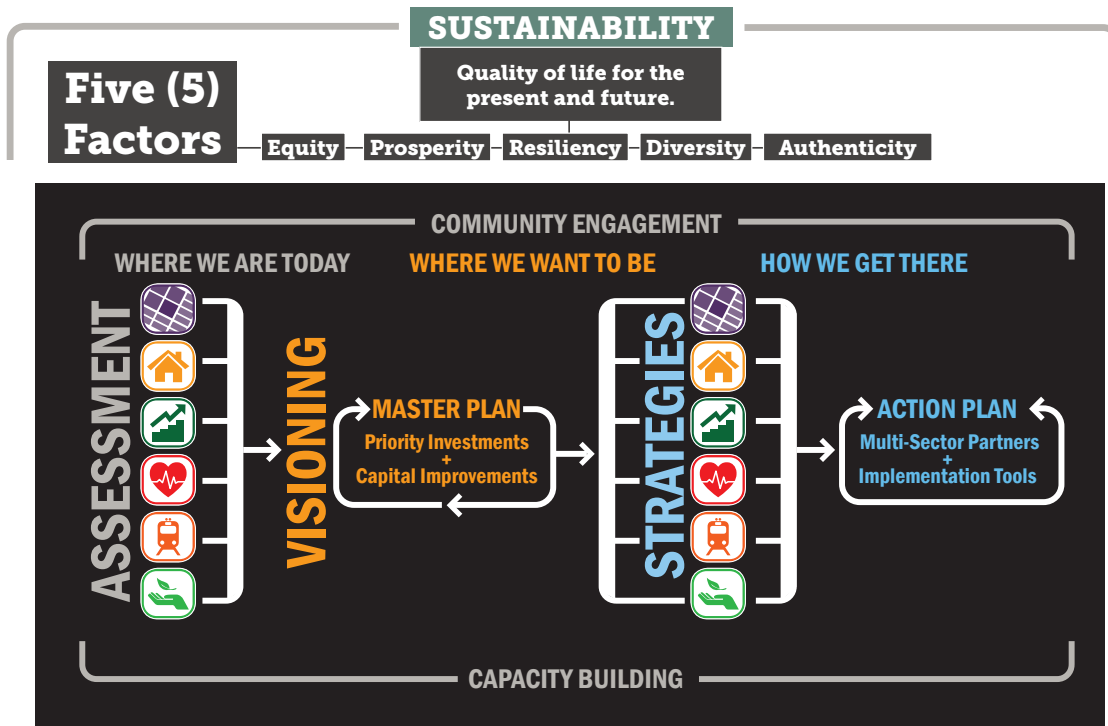 SUSTAINABILITY
Quality of life for the
present and future.
Five (5)
Factors
Equity
Prosperity
Resiliency
Diversity
Authenticity
COMMUNITY ENGAGEMENT
WHERE WE ARE TODAY
WHERE WE WANT TO BE
HOW WE GET THERE
ASSESSMENT
VISIONING
MASTER PLAN
Priority Investments
+
Capital Improvements
STRATEGIES
ACTION PLAN
Multi-Sector Partners
+
Implementation Tools
CAPACITY BUILDING